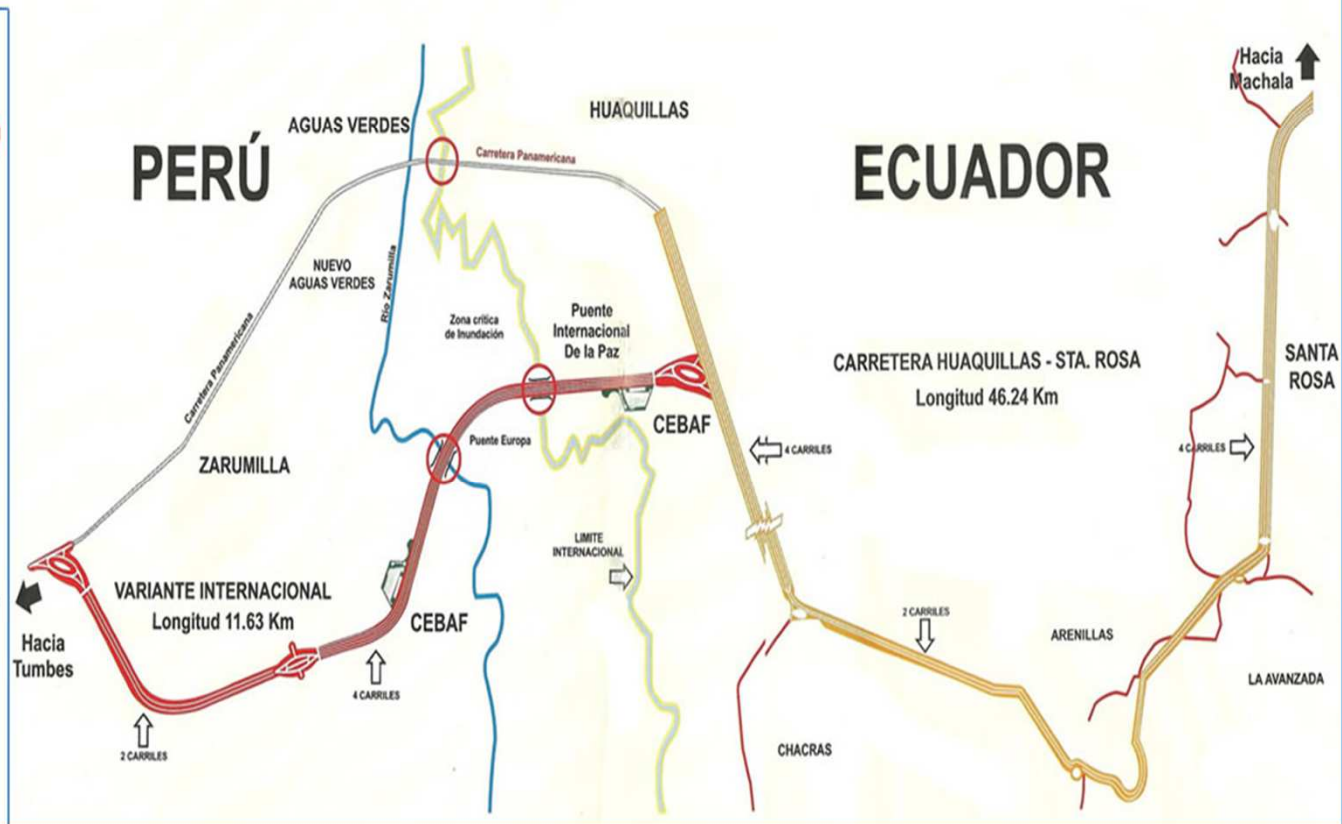 Hacia
Machala
AGUAS VERDES
HUAQUILLAS
PERÚ
Carretera Panamericana
ECUADOR
NUEVO
AGUAS VERDES
Río Zarumilla
Zona crítica
de Inundación
Puente
Internacional
De la Paz
Carretera Panamericana
CARRETERA HUAQUILLAS - STA. ROSA
Longitud 46.24 Km
SANTA
ROSA
CEBAF
Puente Europa
4 CARRILES
4 CARRILES
ZARUMILLA
LIMITE
INTERNACIONAL
VARIANTE INTERNACIONAL
Longitud 11.63 Km
CEBAF
Hacia
Tumbes
4 CARRILES
2 CARRILES
2 CARRILES
ARENILLAS
LA AVANZADA
CHACRAS